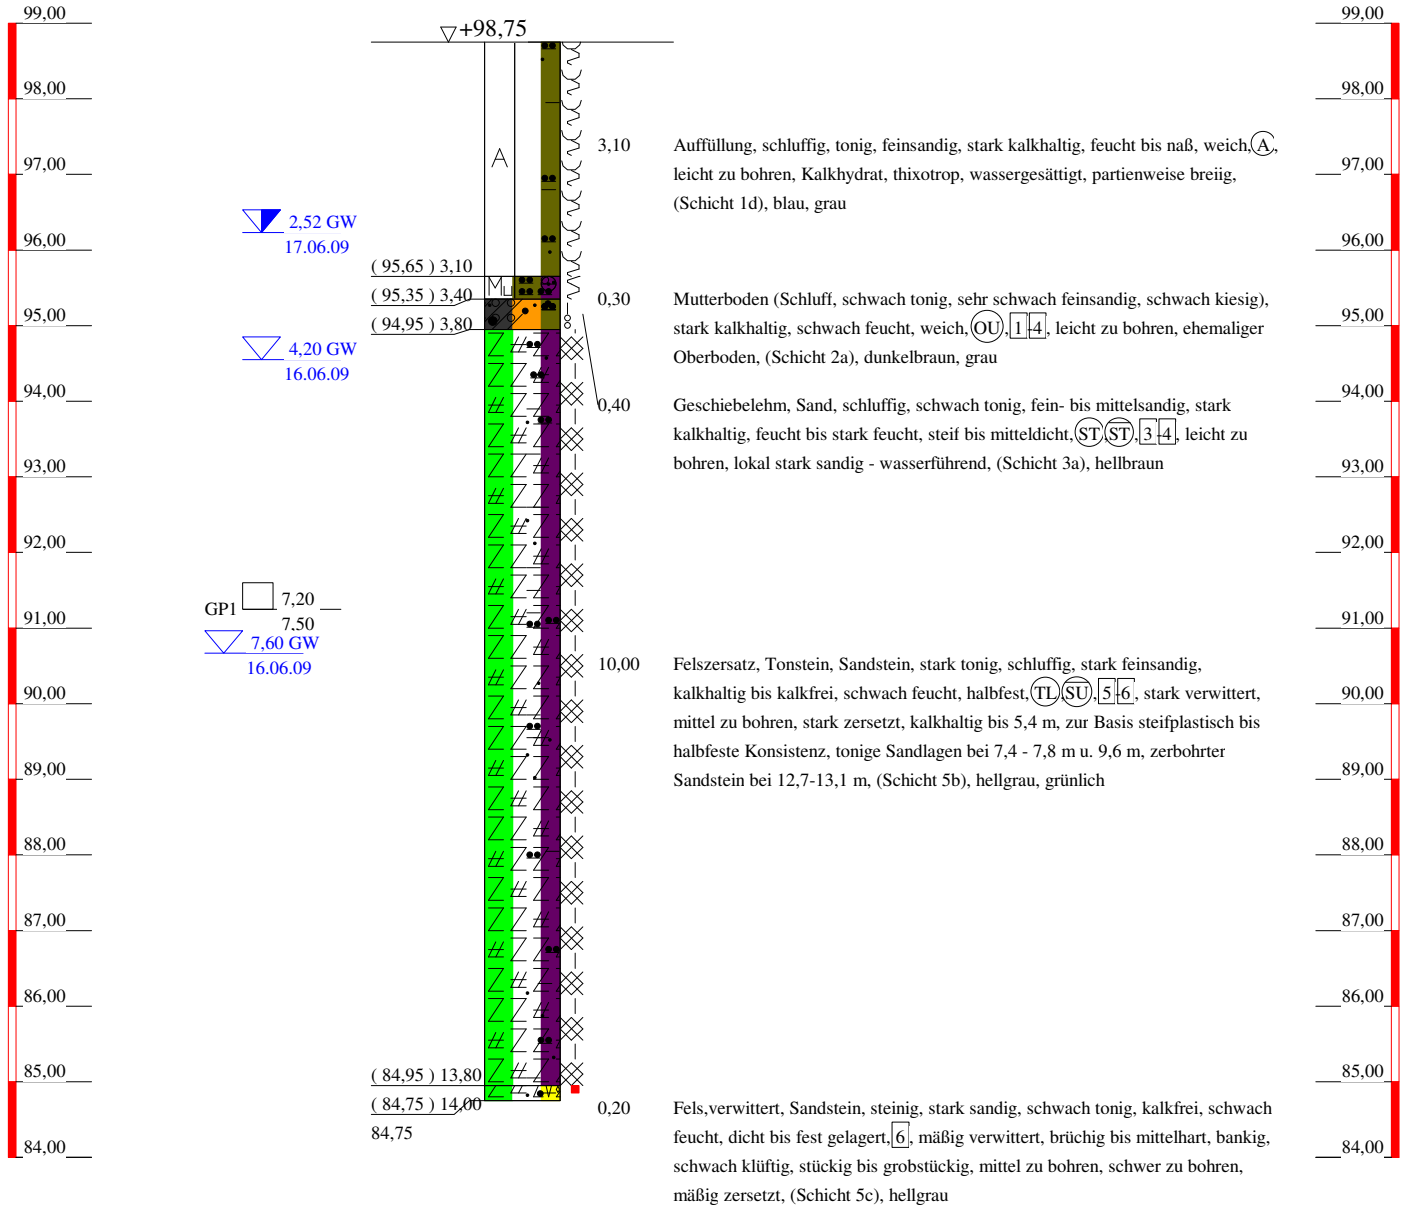 99,00
98,00
97,00
96,00
95,00
94,00
93,00
92,00
91,00
90,00
89,00
88,00
87,00
86,00
85,00
84,00
+98,75
A
Mu
2,52 GW
17.06.09
4,20 GW
16.06.09
GP1 7,20
7.50
7,60 GW
16.06.09
( 95,65 ) 3,10
( 95,35 ) 3,40
( 94,95 ) 3,80
( 84,95 ) 13,80
( 84,75 ) 14,00
84,75
3,10
Auffüllung, schluffig, tonig, feinsandig, stark kalkhaltig, feucht bis naß, weich, A,
leicht zu bohren, Kalkhydrat, thixotrop, wassergesättigt, partienweise breiig,
(Schicht 1d), blau, grau
0,30
Mutterboden (Schluff, schwach tonig, sehr schwach feinsandig, schwach kiesig),
stark kalkhaltig, schwach feucht, weich, OU, 1-4, leicht zu bohren, ehemaliger
Oberboden, (Schicht 2a), dunkelbraun, grau
0,40
Geschiebelehm, Sand, schluffig, schwach tonig, fein- bis mittelsandig, stark
kalkhaltig, feucht bis stark feucht, steif bis mitteldicht, ST, S̅T̅, 3-4, leicht zu
bohren, lokal stark sandig - wasserführend, (Schicht 3a), hellbraun
10,00
Felszersatz, Tonstein, Sandstein, stark tonig, schluffig, stark feinsandig,
kalkhaltig bis kalkfrei, schwach feucht, halbfest, TL, S̅U̅, 5-6, stark verwittert,
mittel zu bohren, stark zersetzt, kalkhaltig bis 5,4 m, zur Basis steifplastisch bis
halbfeste Konsistenz, tonige Sandlagen bei 7,4 - 7,8 m u. 9,6 m, zerbohrter
Sandstein bei 12,7-13,1 m, (Schicht 5b), hellgrau, grünlich
0,20
Fels,verwittert, Sandstein, steinig, stark sandig, schwach tonig, kalkfrei, schwach
feucht, dicht bis fest gelagert, 6, mäßig verwittert, brüchig bis mittelhart, bankig,
schwach klüftig, stückig bis grobstückig, mittel zu bohren, schwer zu bohren,
mäßig zersetzt, (Schicht 5c), hellgrau
99,00
98,00
97,00
96,00
95,00
94,00
93,00
92,00
91,00
90,00
89,00
88,00
87,00
86,00
85,00
84,00